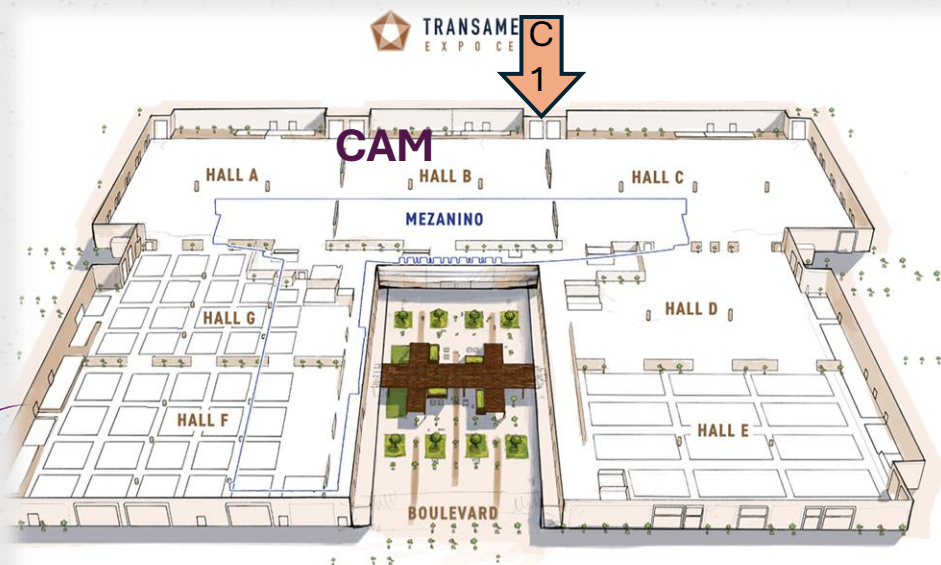 TRANSAME
EXPO CE
C
1
CAM
HALL A
HALL B
HALL C
MEZANINO
HALL G
HALL D
HALL F
HALL E
BOULEVARD